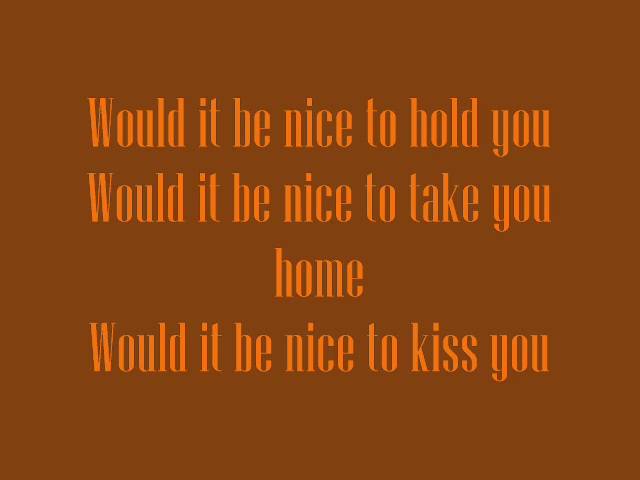 Would it be nice to hold you
Would it be nice to take you
home
Would it be nice to kiss you